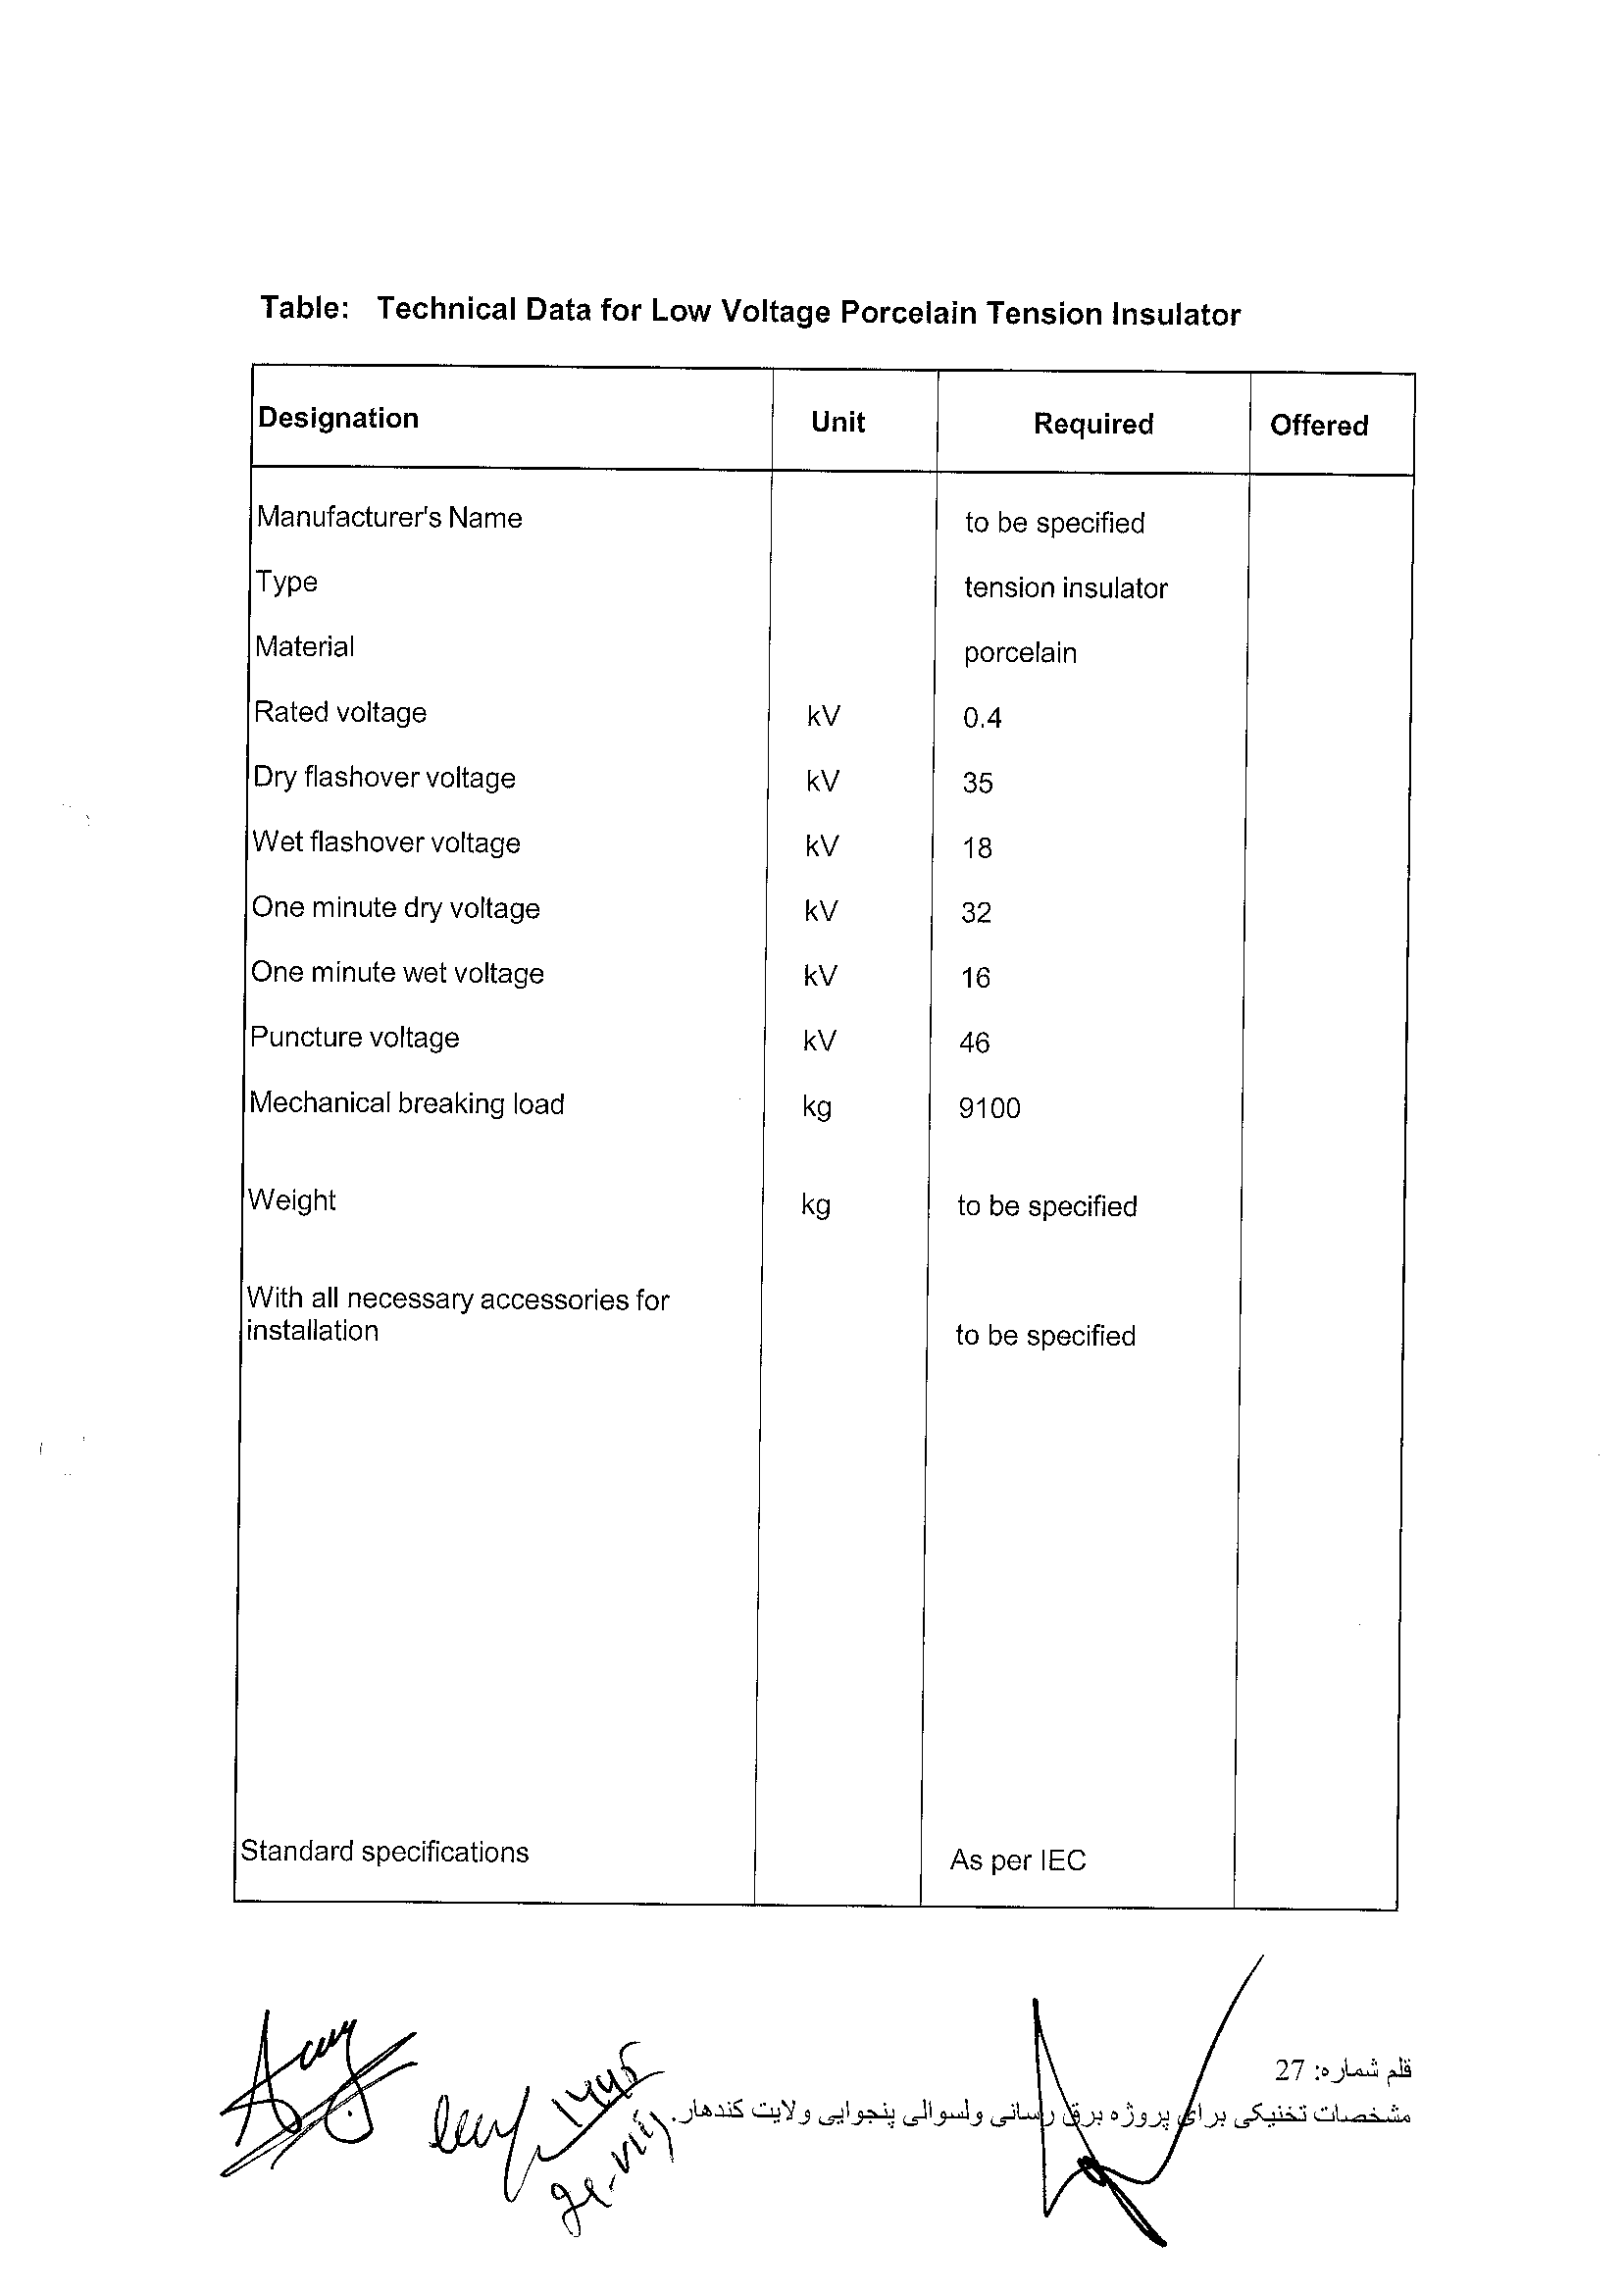 Table: Technical Data for Low Voltage Porcelain Tension Insulator
Designation Unit Required Offered
Manufacturer's Name to be specified
Type tension insulator
Material porcelain
Rated voltage kV 0.4
Dry flashover voltage kV 35
Wet flashover voltage kV 18
One minute dry voltage kV 32
One minute wet voltage kV 16
Puncture voltage kV 46
Mechanical breaking load kg 9100
Weight kg to be specified
With all necessary accessories for
installation to be specified
Standard specifications As per IEC
قلم شماره: 27
مشخصات تخنیکی برای پروژه برق رسانی ولسوالی پنجوایی ولایت کندهار.